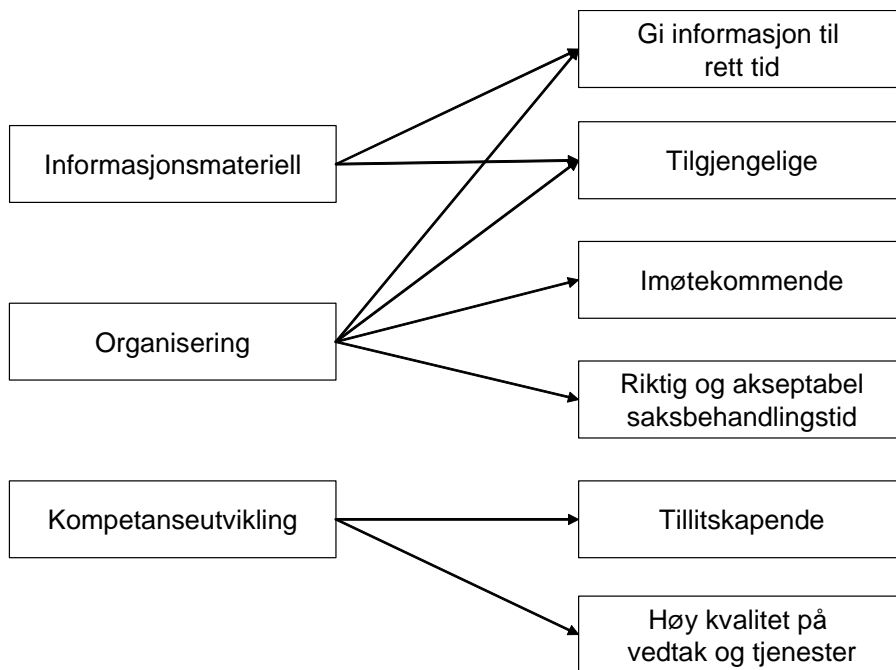 Gi informasjon til
rett tid
Informasjonsmateriell
Tilgjengelige
Imøtekommende
Organisering
Riktig og akseptabel
saksbehandlingstid
Kompetanseutvikling
Tillitskapende
Høy kvalitet på
vedtak og tjenester